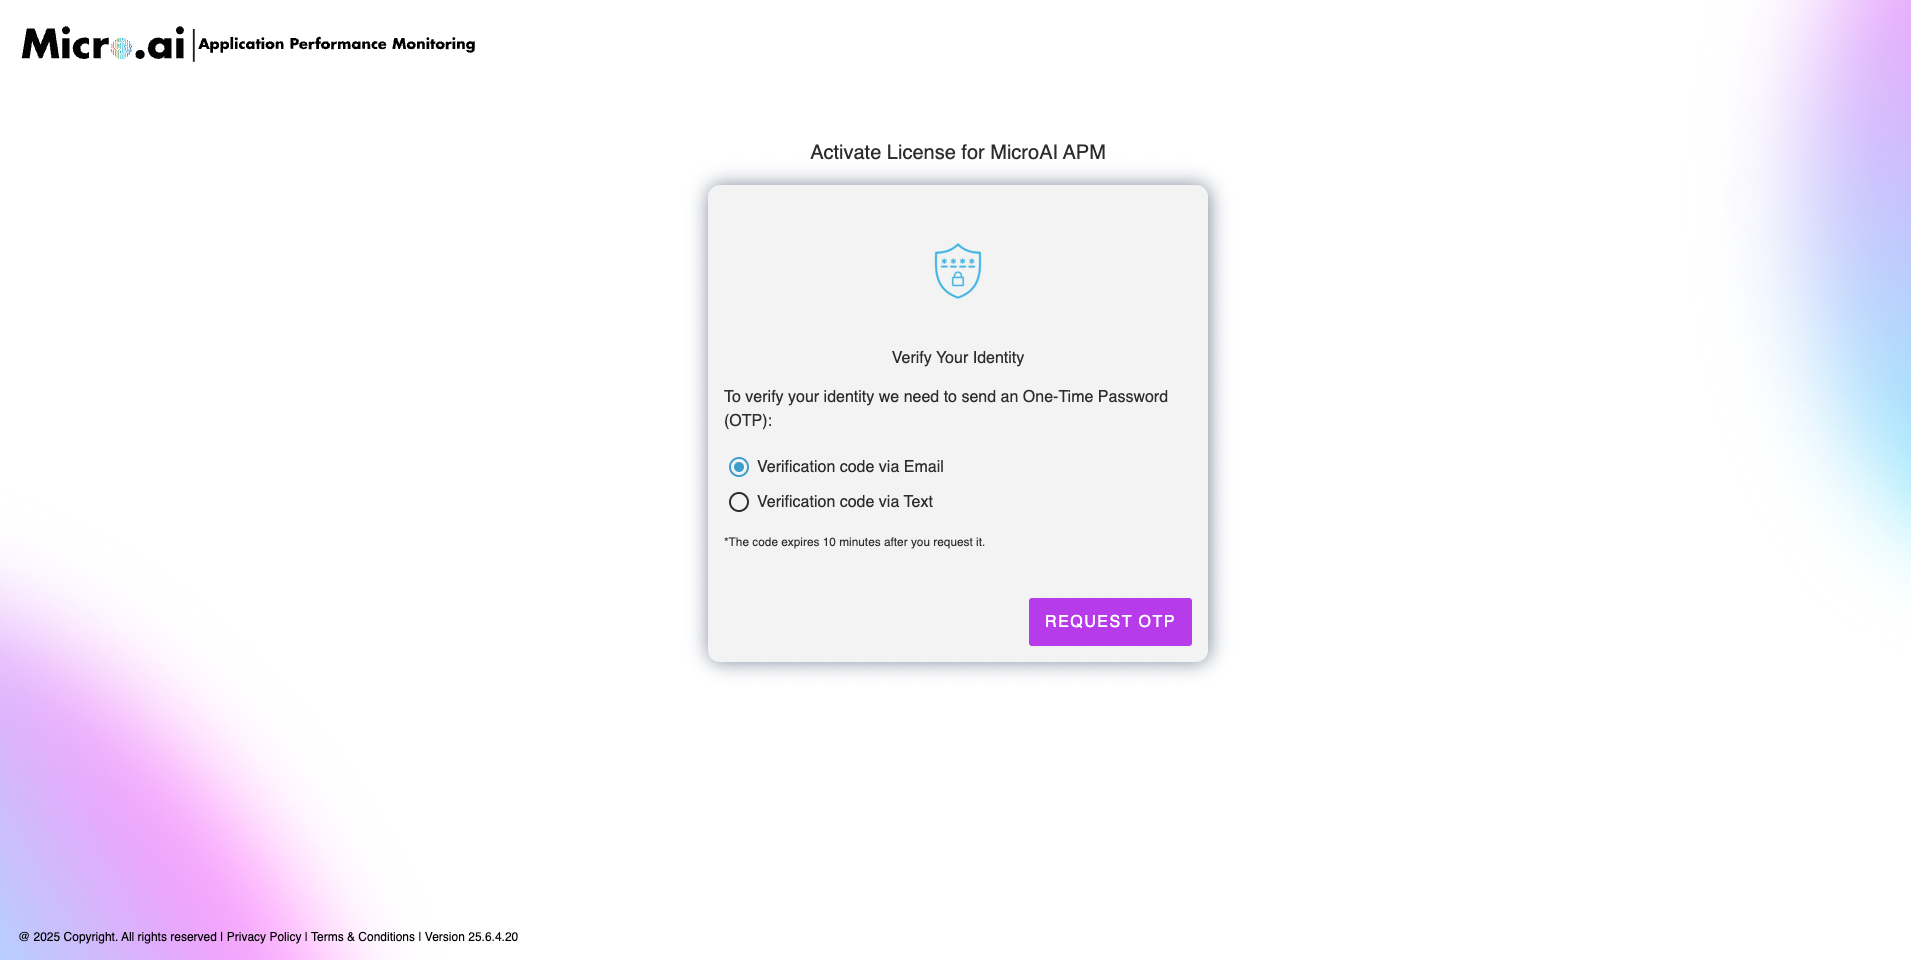 Micro.ai | Application Performance Monitoring
Activate License for MicroAI APM
Verify Your Identity
To verify your identity we need to send an One-Time Password
(OTP):
Verification code via Email
Verification code via Text
*The code expires 10 minutes after you request it.
REQUEST OTP
@ 2025 Copyright. All rights reserved | Privacy Policy | Terms & Conditions | Version 25.6.4.20